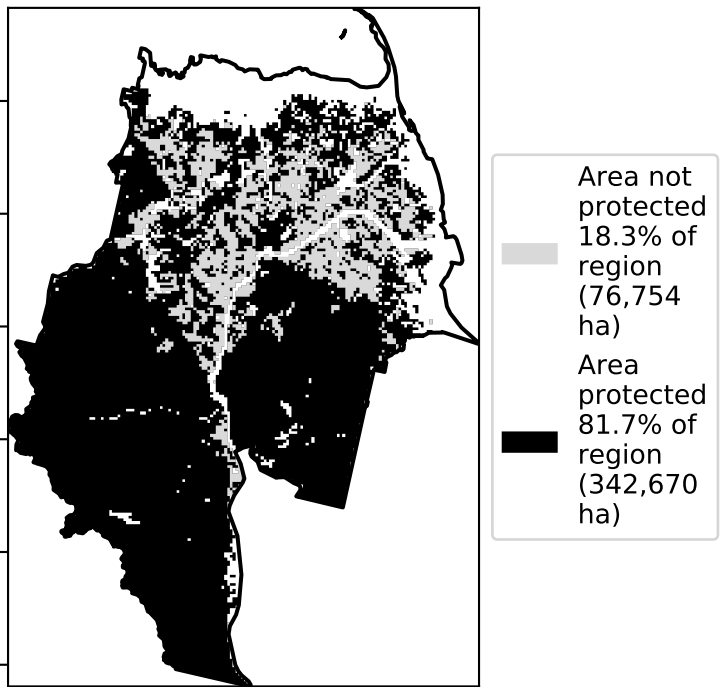 Area not
protected
18.3% of
region
(76,754
ha)
Area
protected
81.7% of
region
(342,670
ha)